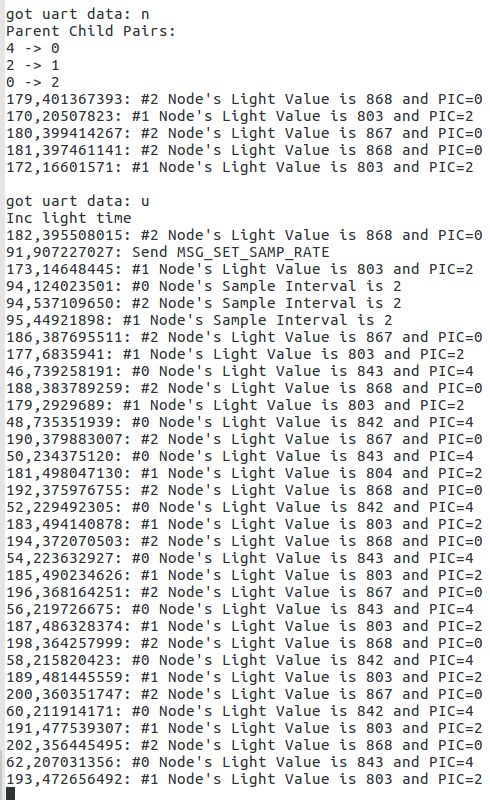 got uart data: n
Parent Child Pairs:
4 -> 0
2 -> 1
0 -> 2
179,401367393: #2 Node's Light Value is 868 and PIC=0
170,20507823: #1 Node's Light Value is 803 and PIC=2
180,399414267: #2 Node's Light Value is 867 and PIC=0
181,397461141: #2 Node's Light Value is 868 and PIC=0
172,16601571: #1 Node's Light Value is 803 and PIC=2
got uart data: u
Inc light time
182,395508015: #2 Node's Light Value is 868 and PIC=0
91,907227027: Send MSG_SET_SAMP_RATE
173,14648445: #1 Node's Light Value is 803 and PIC=2
94,124023501: #0 Node's Sample Interval is 2
94,537109650: #2 Node's Sample Interval is 2
95,44921898: #1 Node's Sample Interval is 2
186,387695511: #2 Node's Light Value is 867 and PIC=0
177,6835941: #1 Node's Light Value is 803 and PIC=2
46,739258191: #0 Node's Light Value is 843 and PIC=4
188,383789259: #2 Node's Light Value is 868 and PIC=0
179,2929689: #1 Node's Light Value is 803 and PIC=2
48,735351939: #0 Node's Light Value is 842 and PIC=4
190,379883007: #2 Node's Light Value is 867 and PIC=0
50,234375120: #0 Node's Light Value is 843 and PIC=4
181,498047130: #1 Node's Light Value is 804 and PIC=2
192,375976755: #2 Node's Light Value is 868 and PIC=0
52,229492305: #0 Node's Light Value is 842 and PIC=4
183,494140878: #1 Node's Light Value is 803 and PIC=2
194,372070503: #2 Node's Light Value is 868 and PIC=0
54,223632927: #0 Node's Light Value is 843 and PIC=4
185,490234626: #1 Node's Light Value is 803 and PIC=2
196,368164251: #2 Node's Light Value is 867 and PIC=0
56,219726675: #0 Node's Light Value is 843 and PIC=4
187,486328374: #1 Node's Light Value is 803 and PIC=2
198,364257999: #2 Node's Light Value is 868 and PIC=0
58,215820423: #0 Node's Light Value is 842 and PIC=4
189,481445559: #1 Node's Light Value is 803 and PIC=2
200,360351747: #2 Node's Light Value is 867 and PIC=0
60,211914171: #0 Node's Light Value is 842 and PIC=4
191,477539307: #1 Node's Light Value is 803 and PIC=2
202,356445495: #2 Node's Light Value is 868 and PIC=0
62,207031356: #0 Node's Light Value is 843 and PIC=4
193,472656492: #1 Node's Light Value is 803 and PIC=2